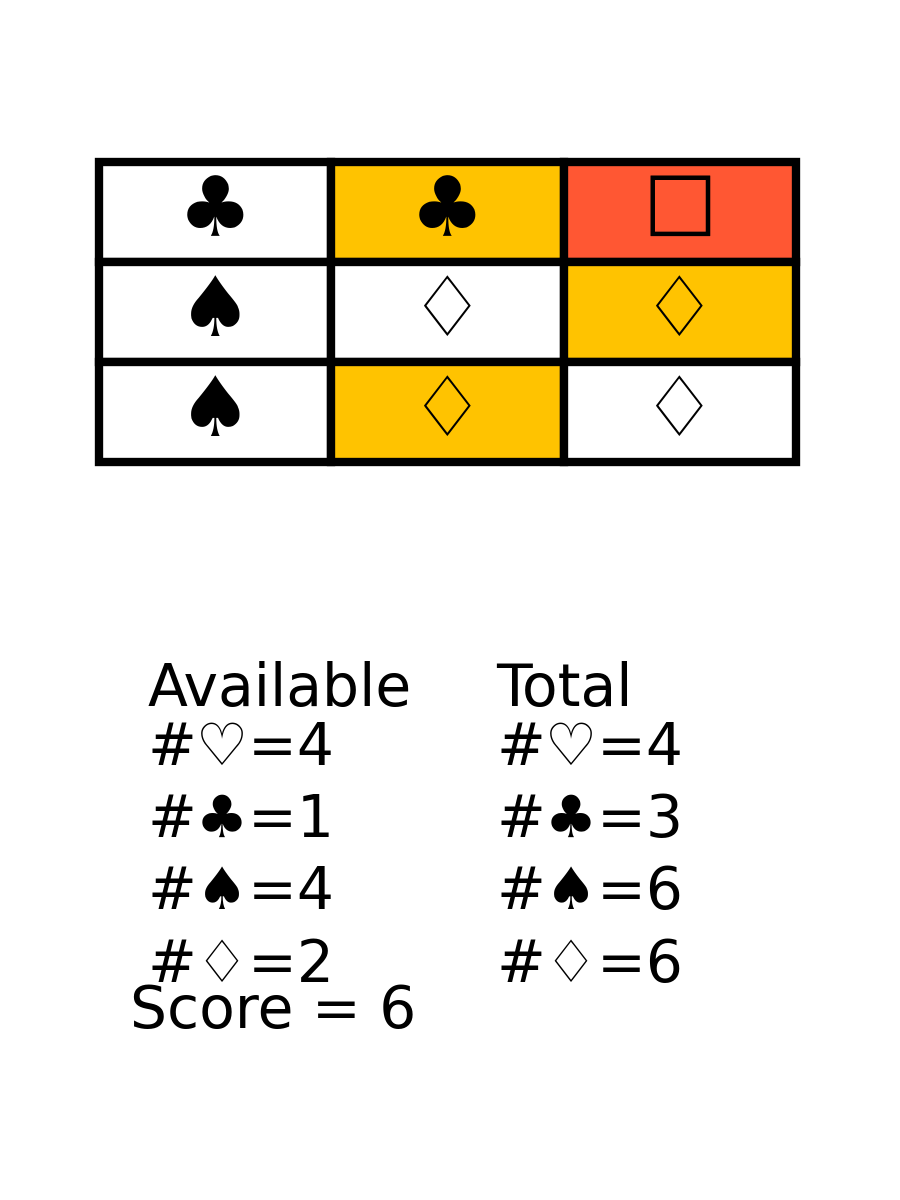 ♣ ♣ □
♠ ♢ ♢
♠ ♢ ♢
Available Total
#♡=4 #♡=4
#♣=1 #♣=3
#♠=4 #♠=6
#♢=2 #♢=6
Score = 6